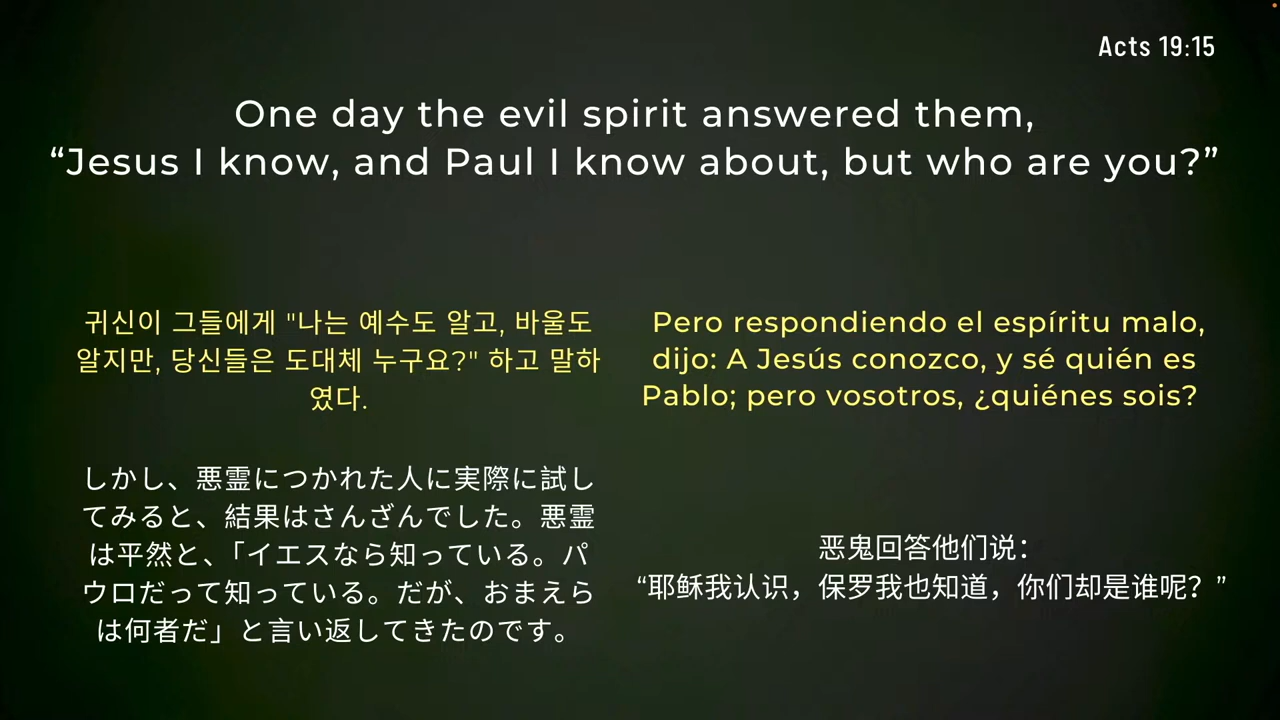 Acts 19:15
One day the evil spirit answered them,
“Jesus I know, and Paul I know about, but who are you?”
귀신이 그들에게 "나는 예수도 알고, 바울도
알지만, 당신들은 도대체 누구요?" 하고 말하
였다.
Pero respondiendo el espíritu malo,
dijo: A Jesús conozco, y sé quién es
Pablo; pero vosotros, ¿quiénes sois?
しかし、悪霊につかれた人に実際に試し
てみると、結果はさんざんでした。悪霊
は平然と、「イエスなら知っている。パ
ウロだって知っている。だが、おまえら
は何者だ」と言い返してきたのです。
恶鬼回答他们说：
“耶稣我认识，保罗我也知道，你们却是谁呢？”